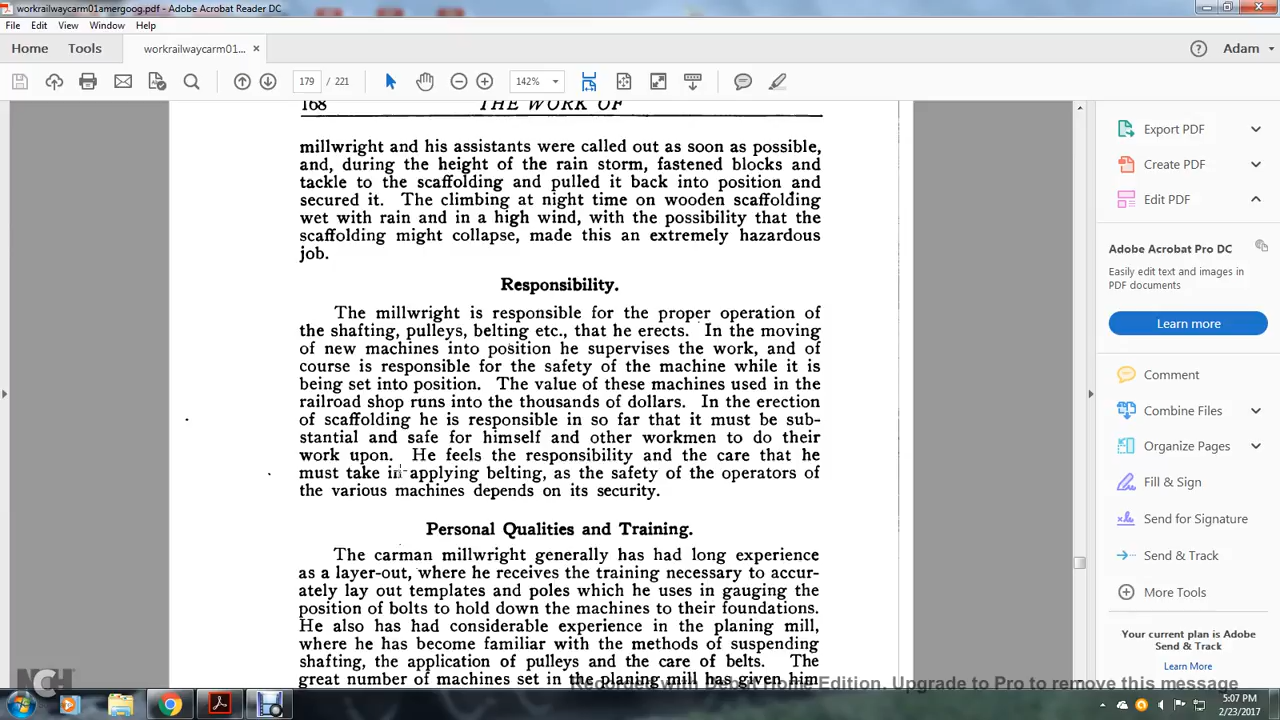 workrailwaycarm01amergoog.pdf - Adobe Acrobat Reader DC
File Edit View Window Help
Home Tools workrailwaycarm01... × Adam
179 / 221 142%
168 THE WORK OF
millwright and his assistants were called out as soon as possible,
and, during the height of the rain storm, fastened blocks and
tackle to the scaffolding and pulled it back into position and
secured it. The climbing at night time on wooden scaffolding
wet with rain and in a high wind, with the possibility that the
scaffolding might collapse, made this an extremely hazardous
job.
Responsibility.
The millwright is responsible for the proper operation of
the shafting, pulleys, belting etc., that he erects. In the moving
of new machines into position he supervises the work, and of
course is responsible for the safety of the machine while it is
being set into position. The value of these machines used in the
railroad shop runs into the thousands of dollars. In the erection
of scaffolding he is responsible in so far that it must be sub-
stantial and safe for himself and other workmen to do their
work upon. He feels the responsibility and the care that he
must take in applying belting, as the safety of the operators of
the various machines depends on its security.
Personal Qualities and Training.
The carman millwright generally has had long experience
as a layer-out, where he receives the training necessary to accur-
ately lay out templates and poles which he uses in gauging the
position of bolts to hold down the machines to their foundations.
He also has had considerable experience in the planing mill,
where he has become familiar with the methods of suspending
shafting, the application of pulleys and the care of belts. The
great number of machines set in the planing mill has given him
Export PDF
Create PDF
Edit PDF
Adobe Acrobat Pro DC
Easily edit text and images in
PDF documents
Learn more
Comment
Combine Files
Organize Pages
Fill & Sign
Send for Signature
Send & Track
More Tools
Your current plan is Adobe
Send & Track
Learn More
NCH
Home Edition. Upgrade to Pro to remove this message
5:07 PM
2/23/2017